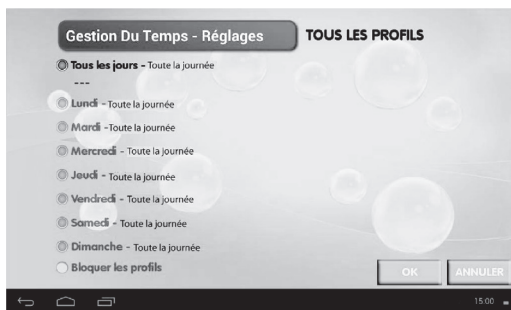 Gestion Du Temps - Réglages
TOUS LES PROFILS
Tous les jours - Toute la journée
---
Lundi - Toute la journée
Mardi -Toute la journée
Mercredi - Toute la journée
Jeudi - Toute la journée
Vendredi - Toute la journée
Samedi - Toute la journée
Dimanche - Toute la journée
Bloquer les profils
OK
ANNULER
15:00